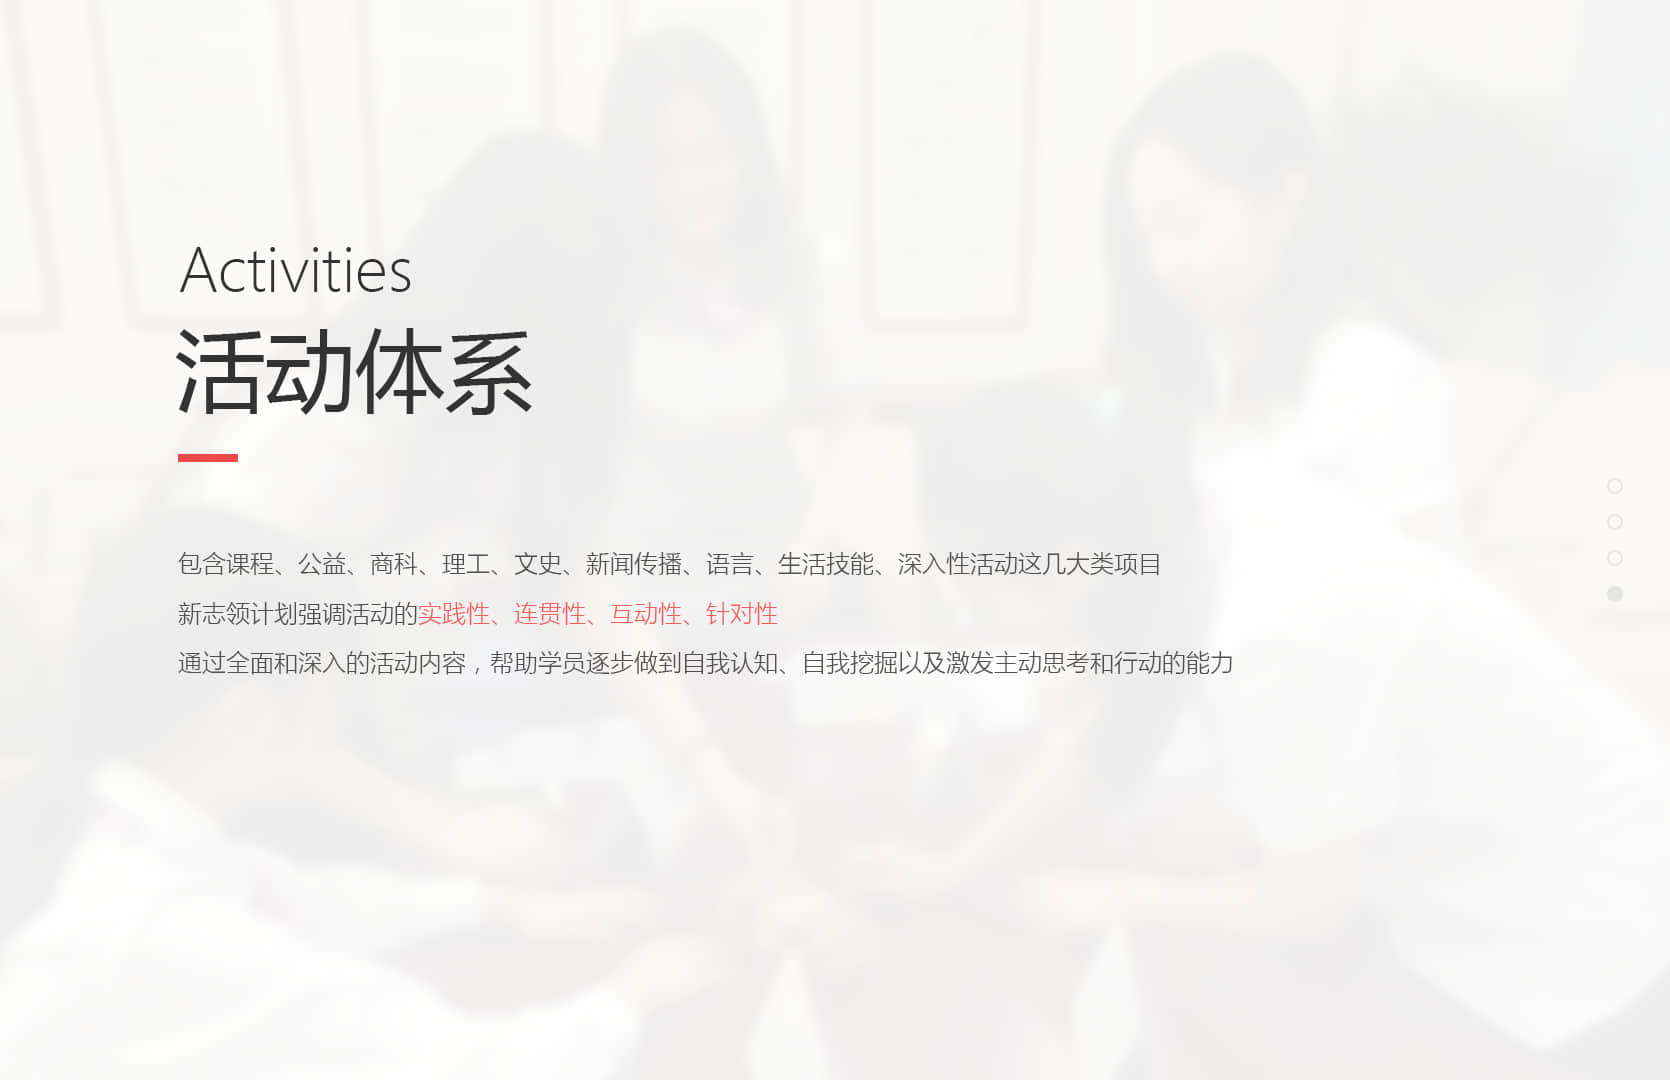 Activities
活动体系
包含课程、公益、商科、理工、文史、新闻传播、语言、生活技能、深入性活动这几大类项目
新志领计划强调活动的实践性、连贯性、互动性、针对性
通过全面和深入的活动内容，帮助学员逐步做到自我认知、自我挖掘以及激发主动思考和行动的能力